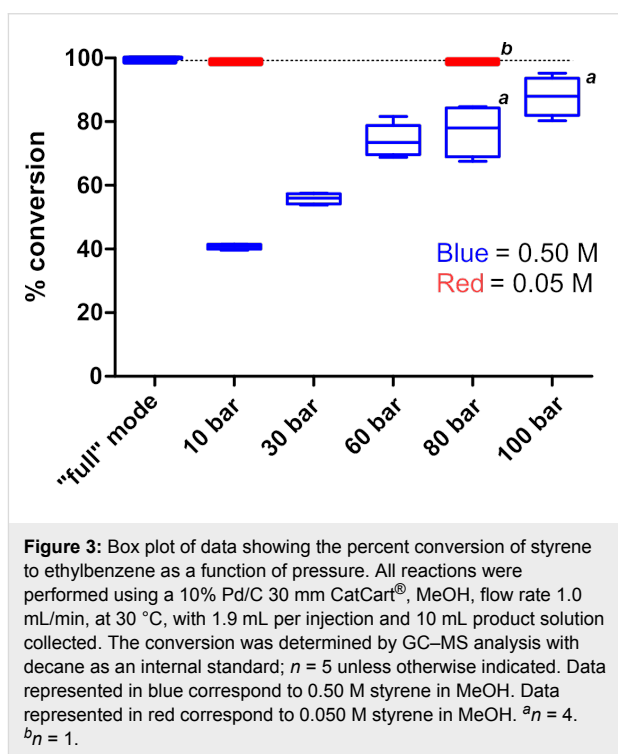 b
100
a
a
80
60
40
20
0
% conversion
Blue = 0.50 M
Red = 0.05 M
"full" mode
10 bar
30 bar
60 bar
80 bar
100 bar
Figure 3: Box plot of data showing the percent conversion of styrene
to ethylbenzene as a function of pressure. All reactions were
performed using a 10% Pd/C 30 mm CatCart®, MeOH, flow rate 1.0
mL/min, at 30 °C, with 1.9 mL per injection and 10 mL product solution
collected. The conversion was determined by GC–MS analysis with
decane as an internal standard; n = 5 unless otherwise indicated. Data
represented in blue correspond to 0.50 M styrene in MeOH. Data
represented in red correspond to 0.050 M styrene in MeOH. ᵃn = 4.
ᵇn = 1.